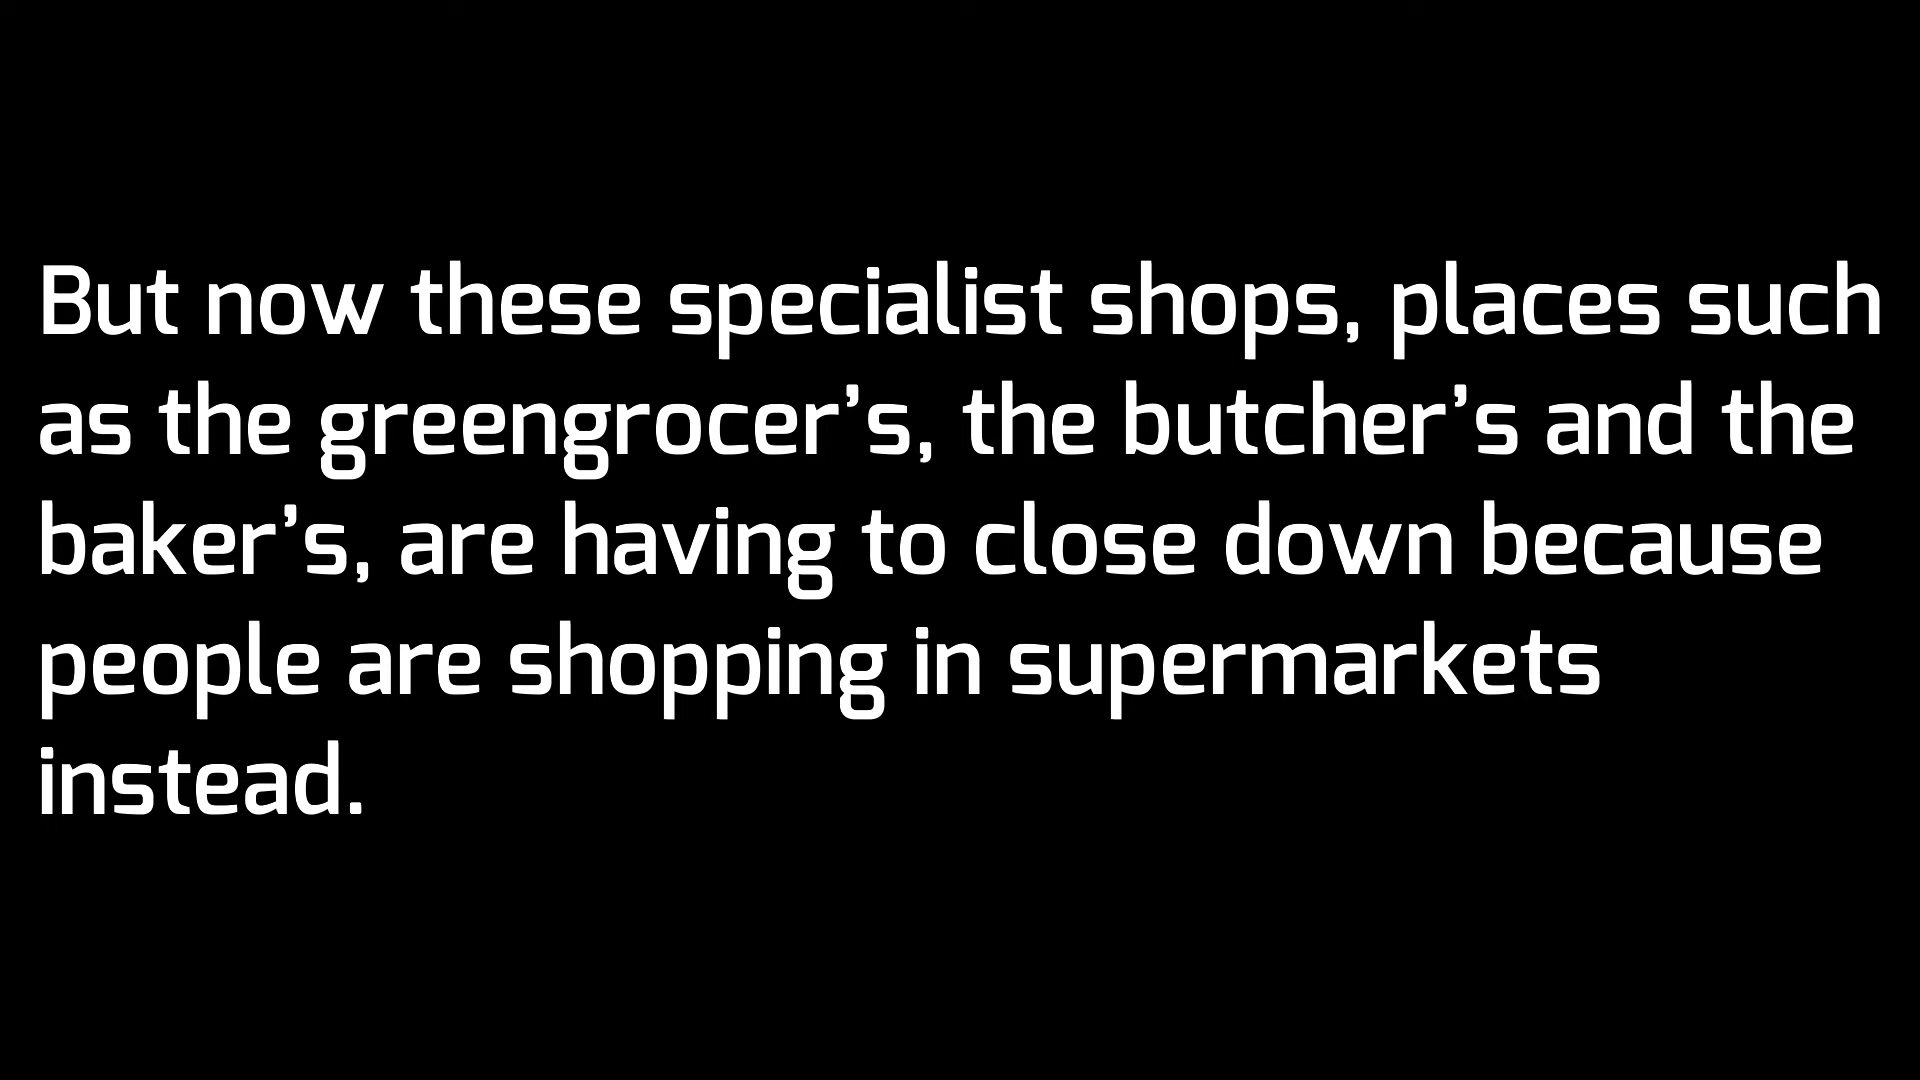 But now these specialist shops, places such
as the greengrocer’s, the butcher’s and the
baker’s, are having to close down because
people are shopping in supermarkets
instead.